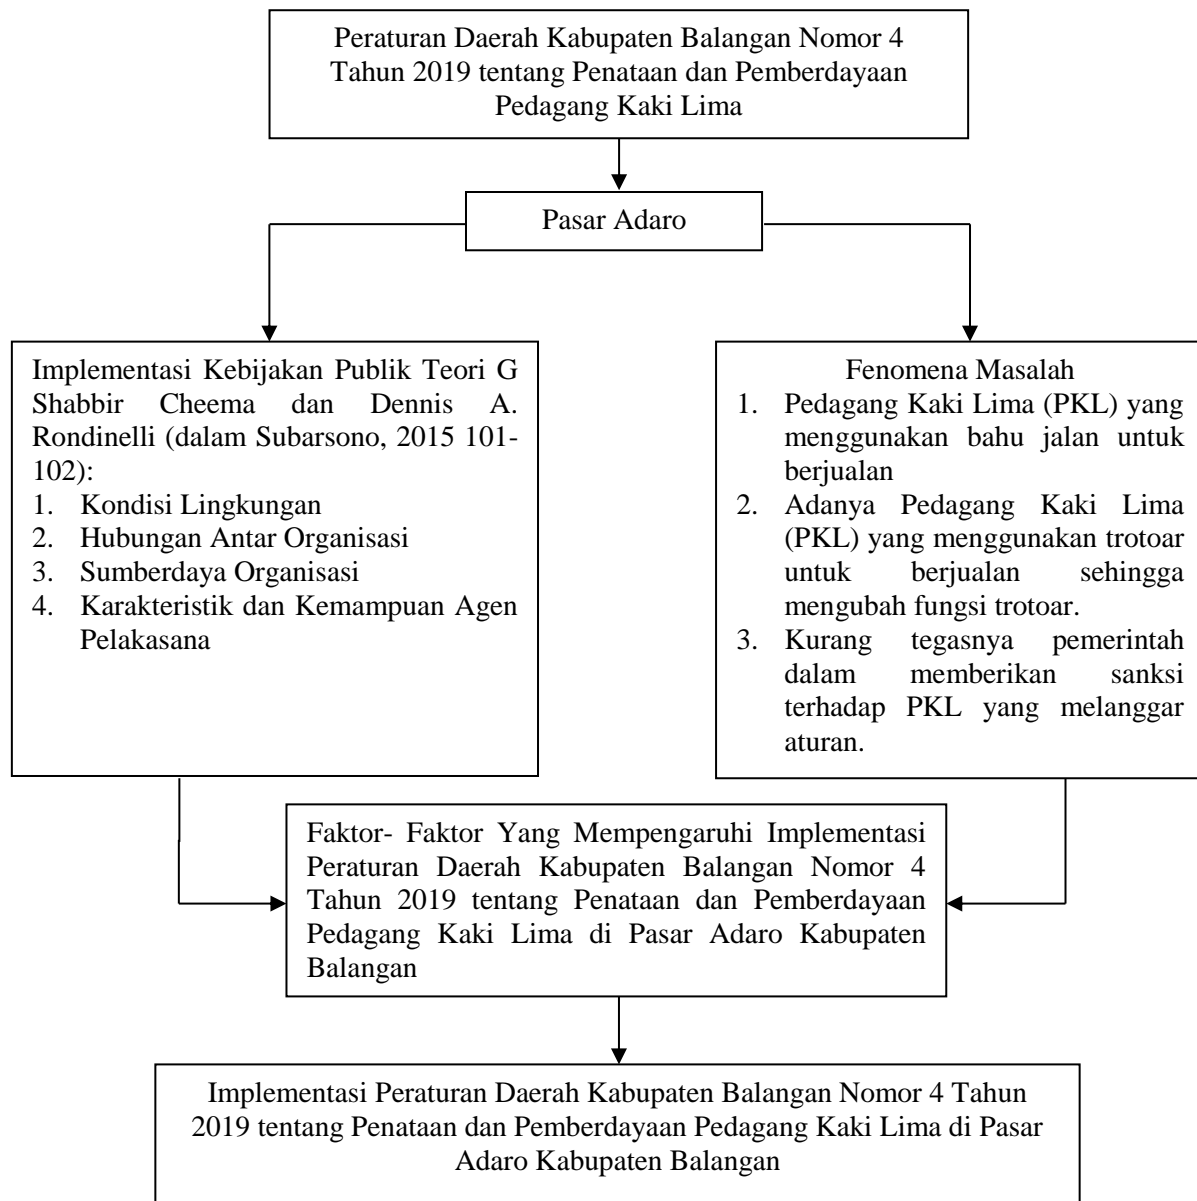 Peraturan Daerah Kabupaten Balangan Nomor 4
Tahun 2019 tentang Penataan dan Pemberdayaan
Pedagang Kaki Lima
Pasar Adaro
Implementasi Kebijakan Publik Teori G
Shabbir Cheema dan Dennis A.
Rondinelli (dalam Subarsono, 2015 101-
102):
1. Kondisi Lingkungan
2. Hubungan Antar Organisasi
3. Sumberdaya Organisasi
4. Karakteristik dan Kemampuan Agen
Pelakasana
Fenomena Masalah
1. Pedagang Kaki Lima (PKL) yang
menggunakan bahu jalan untuk
berjualan
2. Adanya Pedagang Kaki Lima
(PKL) yang menggunakan trotoar
untuk berjualan sehingga
mengubah fungsi trotoar.
3. Kurang tegasnya pemerintah
dalam memberikan sanksi
terhadap PKL yang melanggar
aturan.
Faktor- Faktor Yang Mempengaruhi Implementasi
Peraturan Daerah Kabupaten Balangan Nomor 4
Tahun 2019 tentang Penataan dan Pemberdayaan
Pedagang Kaki Lima di Pasar Adaro Kabupaten
Balangan
Implementasi Peraturan Daerah Kabupaten Balangan Nomor 4 Tahun
2019 tentang Penataan dan Pemberdayaan Pedagang Kaki Lima di Pasar
Adaro Kabupaten Balangan